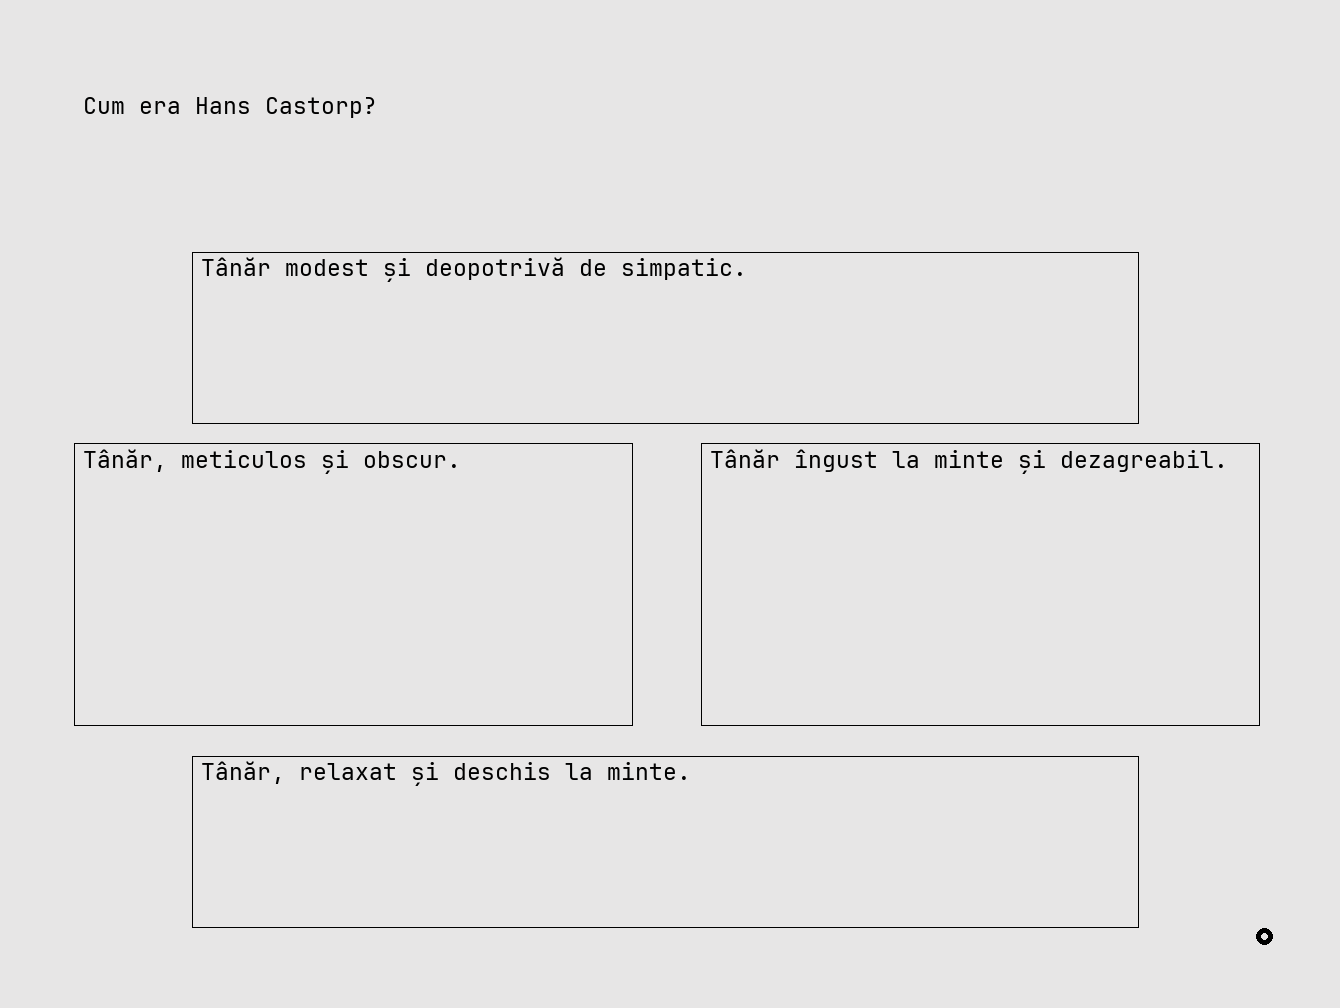 Cum era Hans Castorp?
Tânăr modest și deopotrivă de simpatic.
Tânăr, meticulos și obscur.
Tânăr îngust la minte și dezagreabil.
Tânăr, relaxat și deschis la minte.